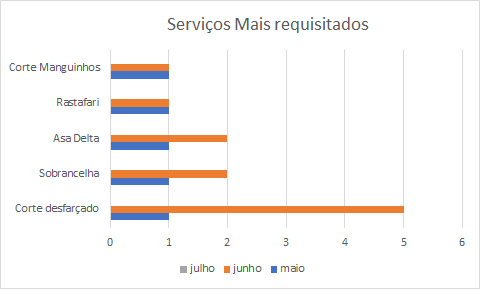 Serviços Mais requisitados
Corte Manguinhos
Rastafari
Asa Delta
Sobrancelha
Corte desfarçado
0 1 2 3 4 5 6
julho junho maio